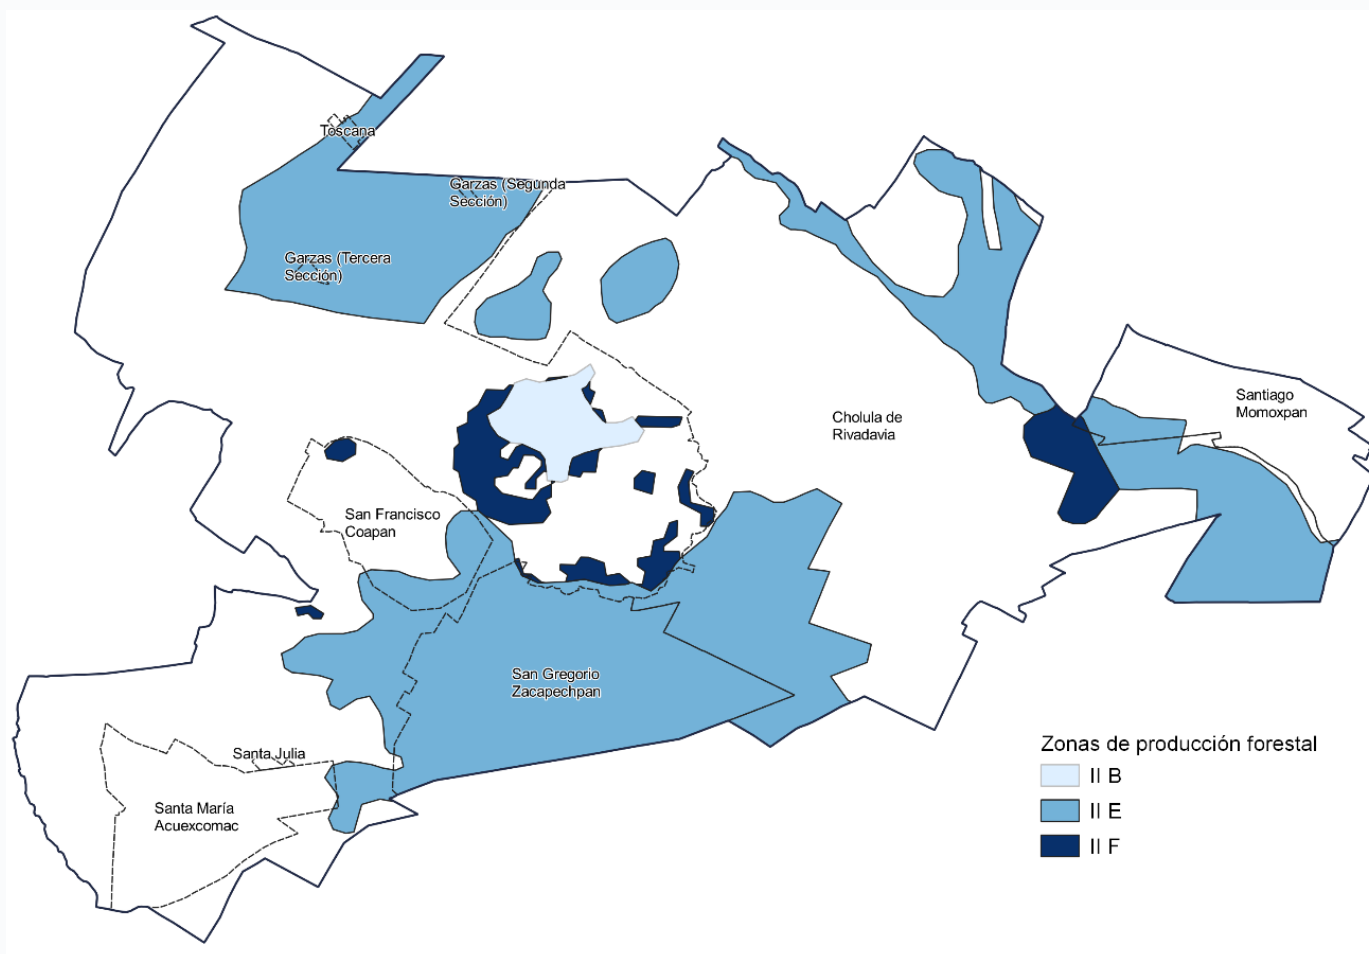 Toscana
Garzas (Segunda
Sección)
Garzas (Tercera
Sección)
Santiago
Momoxpan
Cholula de
Rivadavia
San Francisco
Coapan
San Gregorio
Zacapechpan
Santa Julia
Santa María
Acuexcomac
Zonas de producción forestal
II B
II E
II F